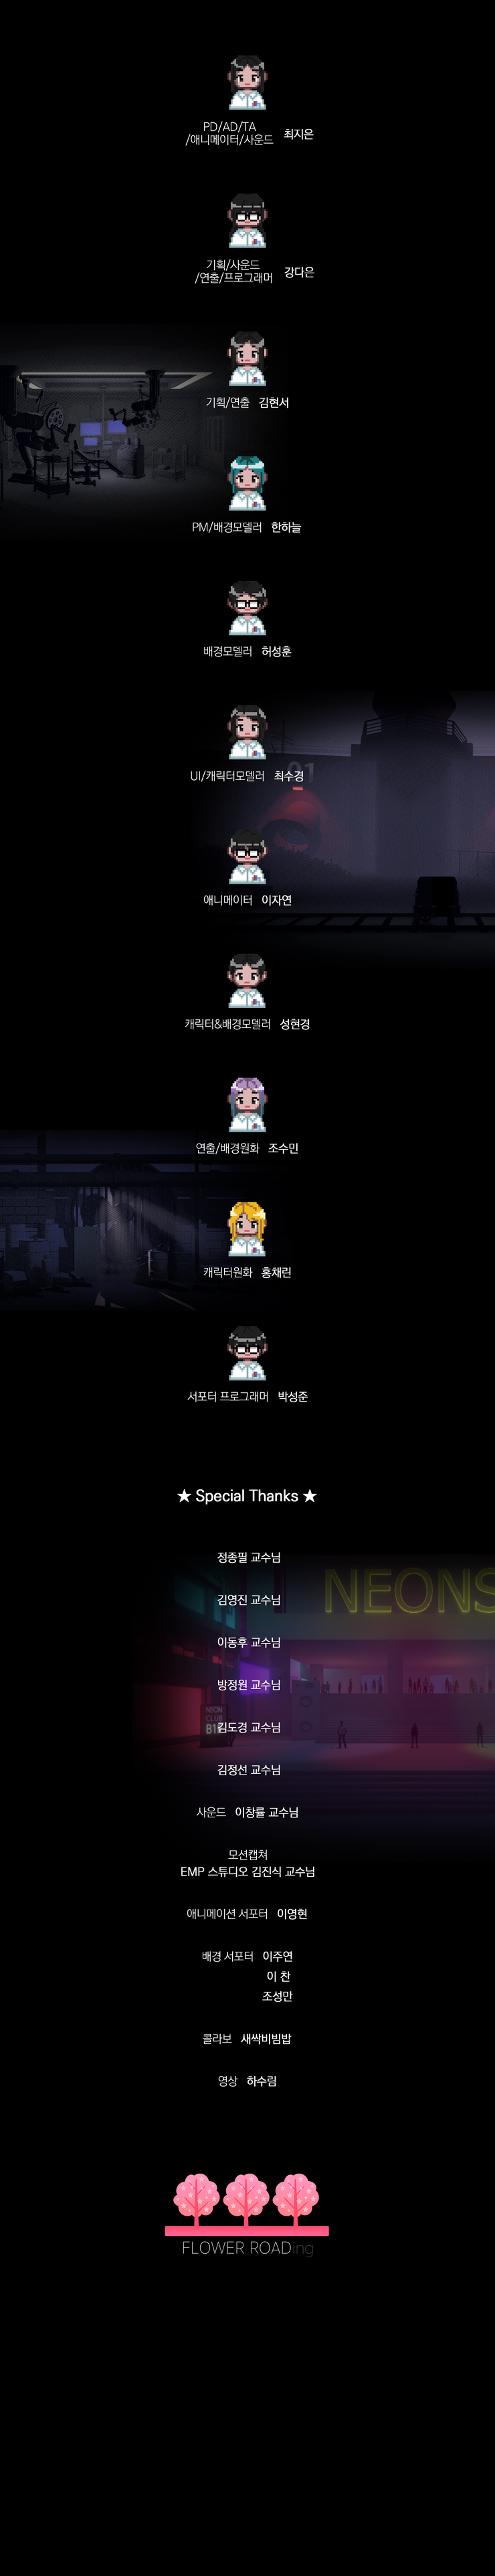 PD/AD/TA
/애니메이터/사운드 최지은
기획/사운드
/연출/프로그래머 강다은
기획/연출 김현서
PM/배경모델러 한하늘
배경모델러 허성훈
01
UI/캐릭터모델러 최수경
애니메이터 이자연
캐릭터&배경모델러 성현경
연출/배경원화 조수민
캐릭터원화 홍채린
서포터 프로그래머 박성준
★ Special Thanks ★
정종필 교수님
NEONS
김영진 교수님
이동후 교수님
방정원 교수님
NEON
CLUB
김도경 교수님
김정선 교수님
사운드 이창률 교수님
모션캡쳐
EMP 스튜디오 김진식 교수님
애니메이션 서포터 이영현
배경 서포터 이주연
이 찬
조성만
콜라보 새싹비빔밥
영상 하수림
FLOWER ROADing